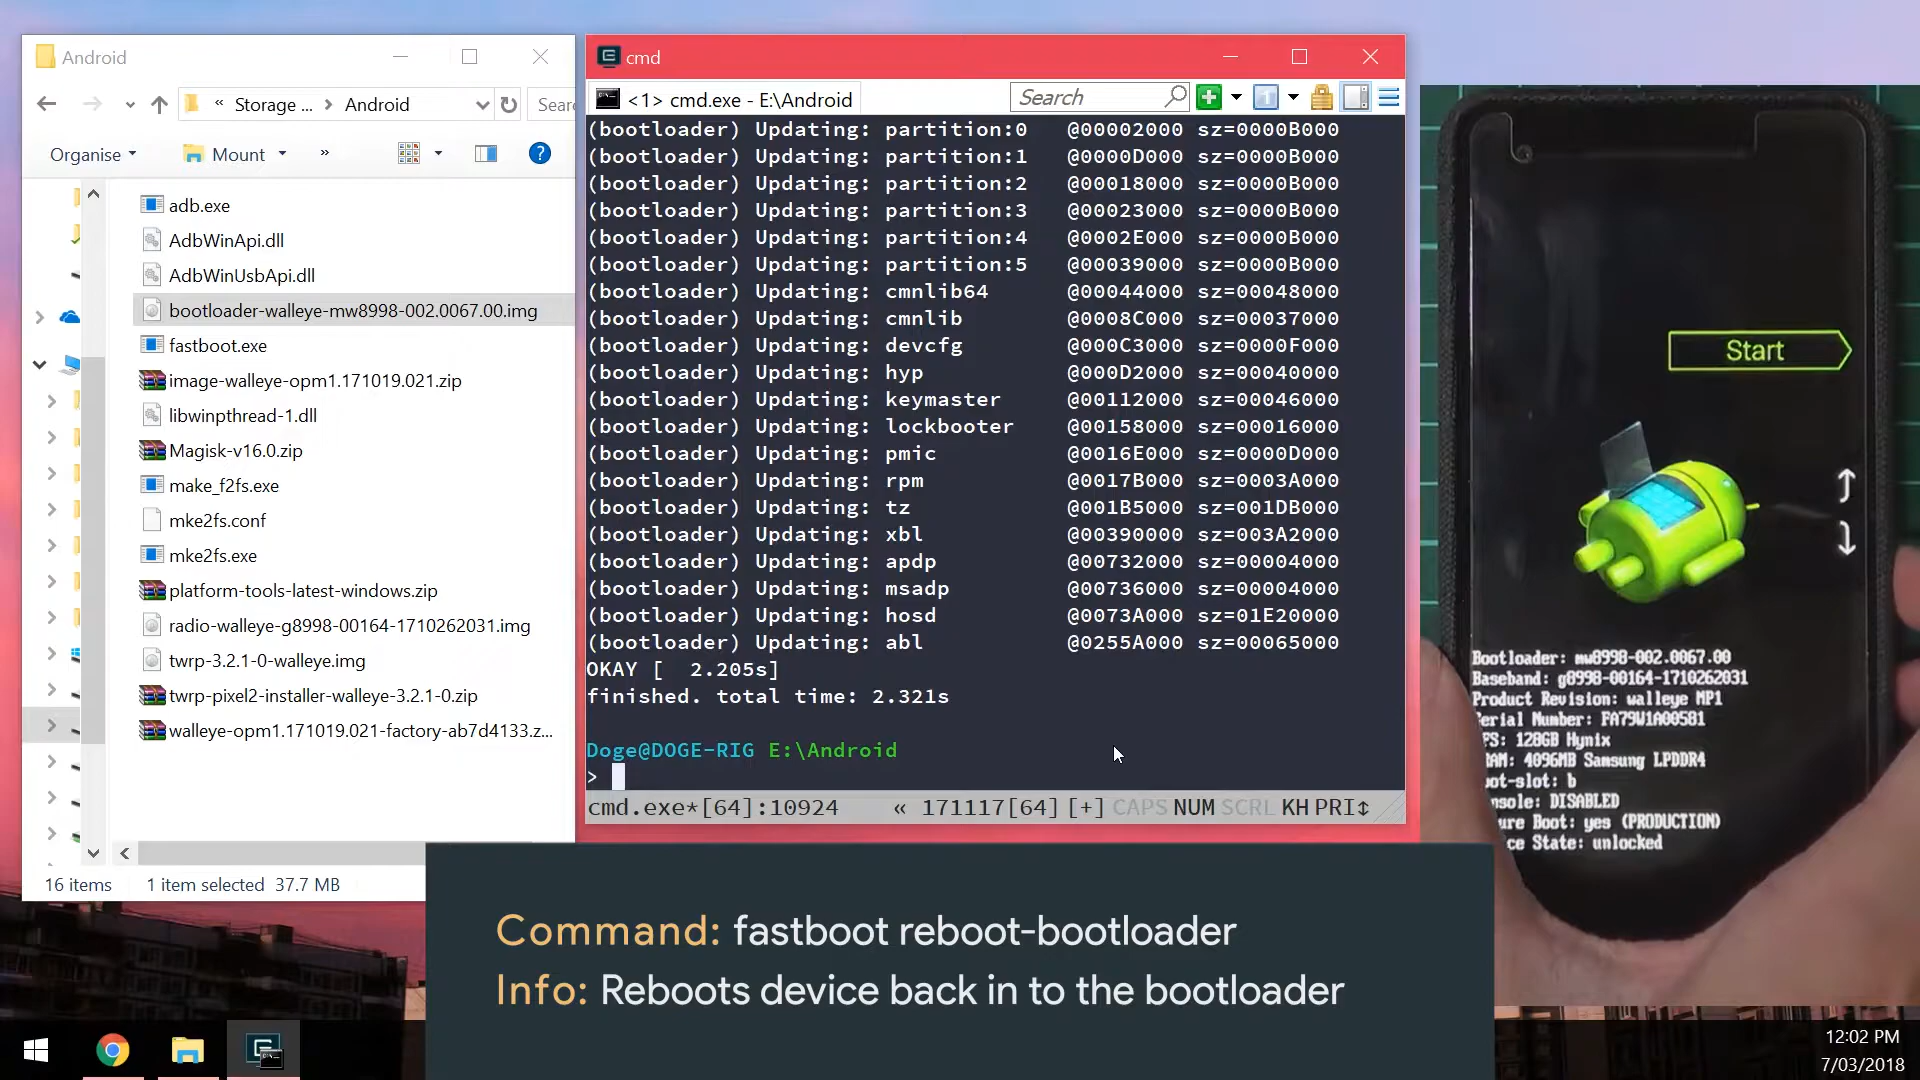 Android
« Storage ... > Android
Sear
Organise
Mount
»
adb.exe
AdbWinApi.dll
AdbWinUsbApi.dll
bootloader-walleye-mw8998-002.0067.00.img
fastboot.exe
image-walleye-opm1.171019.021.zip
libwinpthread-1.dll
Magisk-v16.0.zip
make_f2fs.exe
mke2fs.conf
mke2fs.exe
platform-tools-latest-windows.zip
radio-walleye-g8998-00164-1710262031.img
twrp-3.2.1-0-walleye.img
twrp-pixel2-installer-walleye-3.2.1-0.zip
walleye-opm1.171019.021-factory-ab7d4133.z...
16 items 1 item selected 37.7 MB
cmd
<1> cmd.exe - E:\Android
Search
1
(bootloader) Updating: partition:0 @00002000 sz=0000B000
(bootloader) Updating: partition:1 @0000D000 sz=0000B000
(bootloader) Updating: partition:2 @00018000 sz=0000B000
(bootloader) Updating: partition:3 @00023000 sz=0000B000
(bootloader) Updating: partition:4 @0002E000 sz=0000B000
(bootloader) Updating: partition:5 @00039000 sz=0000B000
(bootloader) Updating: cmnlib64 @00044000 sz=00048000
(bootloader) Updating: cmnlib @0008C000 sz=00037000
(bootloader) Updating: devcfg @000C3000 sz=0000F000
(bootloader) Updating: hyp @000D2000 sz=00040000
(bootloader) Updating: keymaster @00112000 sz=00046000
(bootloader) Updating: lockbooter @00158000 sz=00016000
(bootloader) Updating: pmic @0016E000 sz=0000D000
(bootloader) Updating: rpm @0017B000 sz=0003A000
(bootloader) Updating: tz @001B5000 sz=001DB000
(bootloader) Updating: xbl @00390000 sz=003A2000
(bootloader) Updating: apdp @00732000 sz=00004000
(bootloader) Updating: msadp @00736000 sz=00004000
(bootloader) Updating: hosd @0073A000 sz=01E20000
(bootloader) Updating: abl @0255A000 sz=00065000
OKAY [ 2.205s]
finished. total time: 2.321s
Doge@DOGE-RIG E:\Android
>
cmd.exe*[64]:10924 « 171117[64] [+] CAPS NUM SCRL KH PRI↕
Start
Bootloader: mw8998-002.0067.00
Baseband: g8998-00164-1710262031
Product Revision: walleye MP1
erial Number: FA79W1A00581
FS: 128GB Hynix
RAM: 4096MB Samsung LPDDR4
oot-slot: b
nsole: DISABLED
ure Boot: yes (PRODUCTION)
ce State: unlocked
Command: fastboot reboot-bootloader
Info: Reboots device back in to the bootloader
12:02 PM
7/03/2018